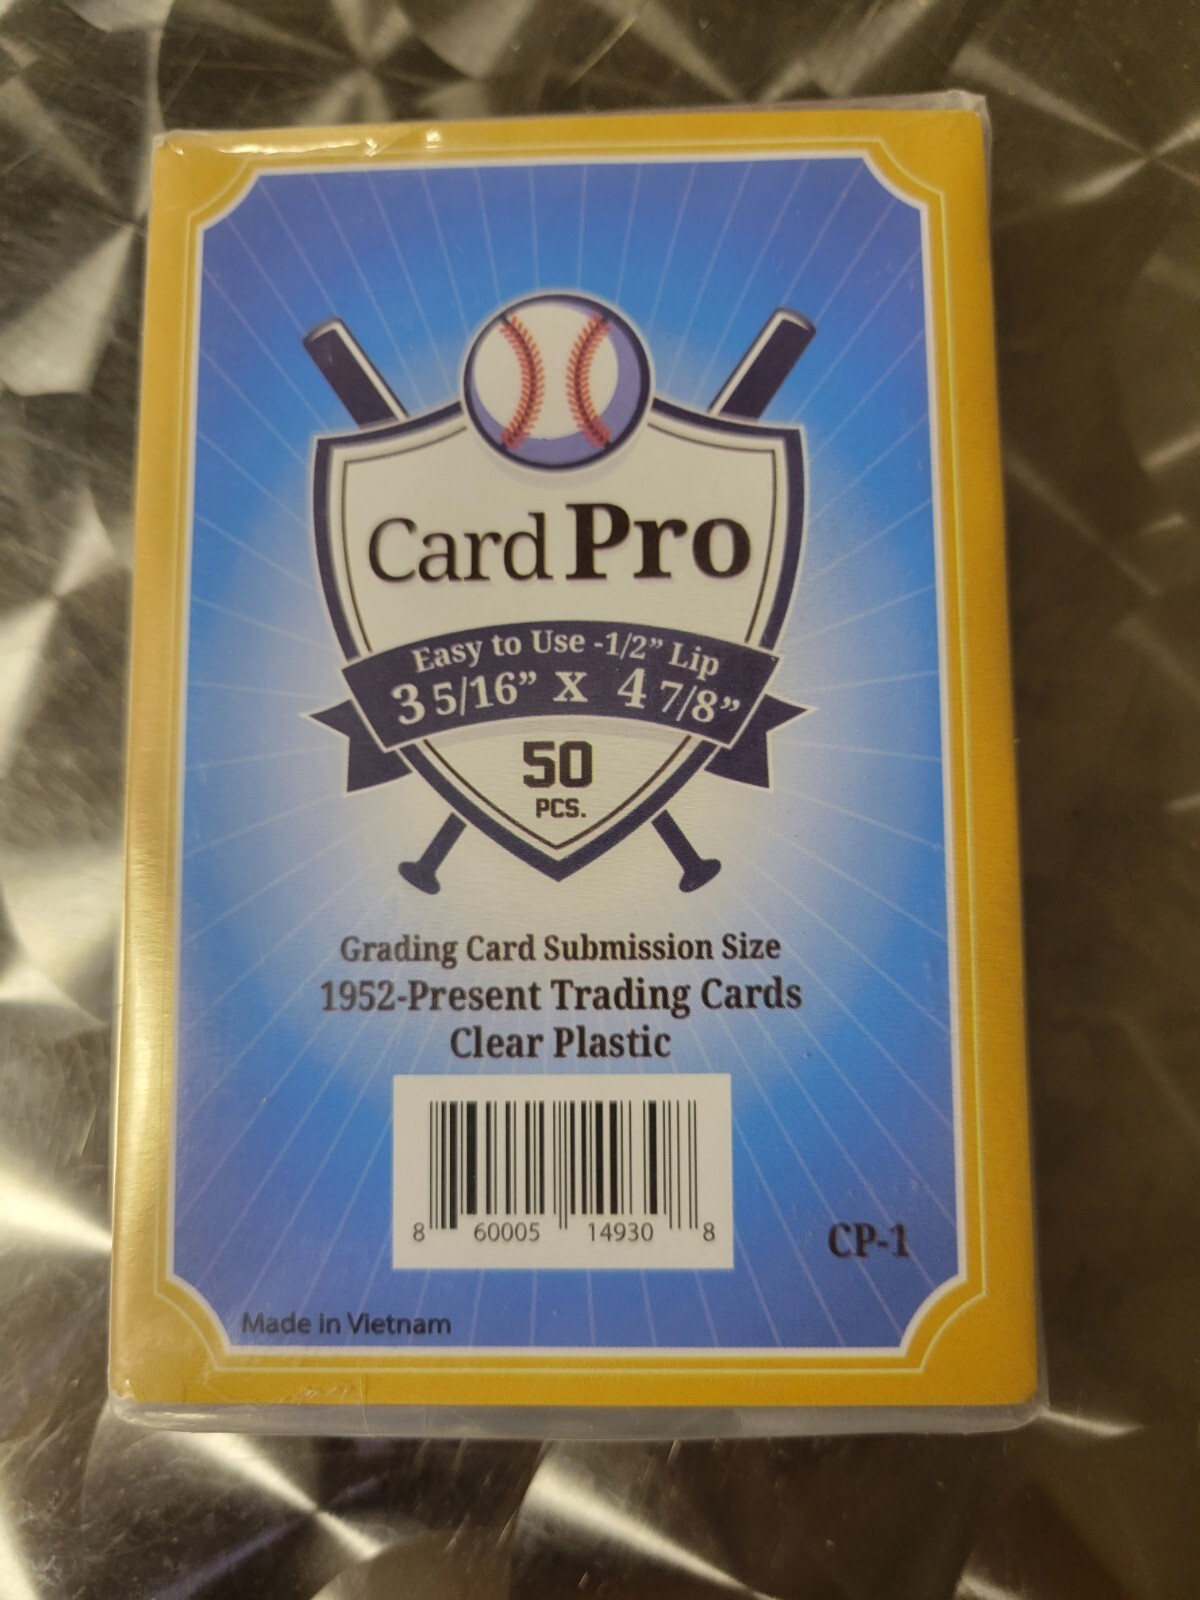 Card Pro
Easy to Use -1/2” Lip
3 5/16” X 4 7/8”
50
PCS.
Grading Card Submission Size
1952-Present Trading Cards
Clear Plastic
8 60005 14930 8
CP-1
Made in Vietnam